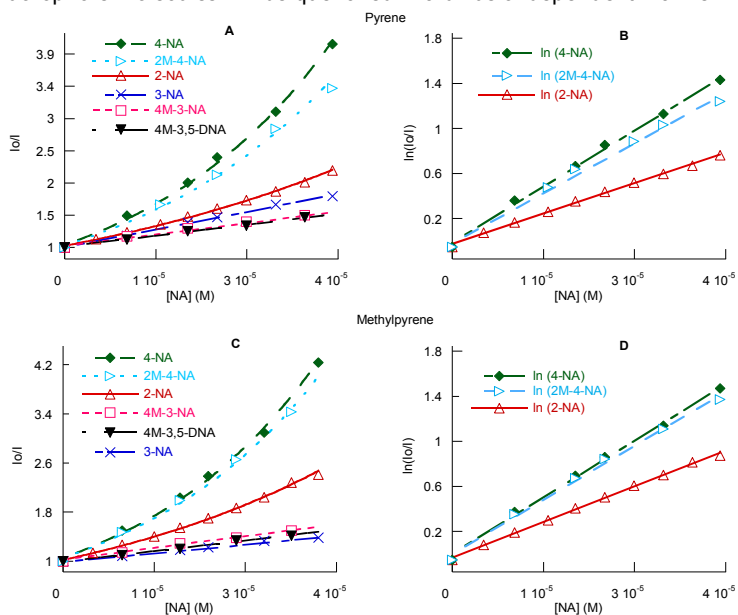 Pyrene
A
Io/I
3.9
3.4
3
2.5
2
1.5
1
4-NA
2M-4-NA
2-NA
3-NA
4M-3-NA
4M-3,5-DNA
0
1 10-5
3 10-5
4 10-5
[NA] (M)
B
ln(Io/I)
1.8
1.4
1
0.6
0.2
ln (4-NA)
ln (2M-4-NA)
ln (2-NA)
0
1 10-5
3 10-5
4 10-5
[NA] (M)
Methylpyrene
C
Io/I
4.2
3.4
2.6
1.8
1
4-NA
2M-4-NA
2-NA
4M-3-NA
4M-3,5-DNA
3-NA
0
1 10-5
3 10-5
4 10-5
[NA] (M)
D
ln(Io/I)
1.8
1.4
1
0.6
0.2
ln (4-NA)
ln (2M-4-NA)
ln (2-NA)
0
1 10-5
3 10-5
4 10-5
[NA] (M)